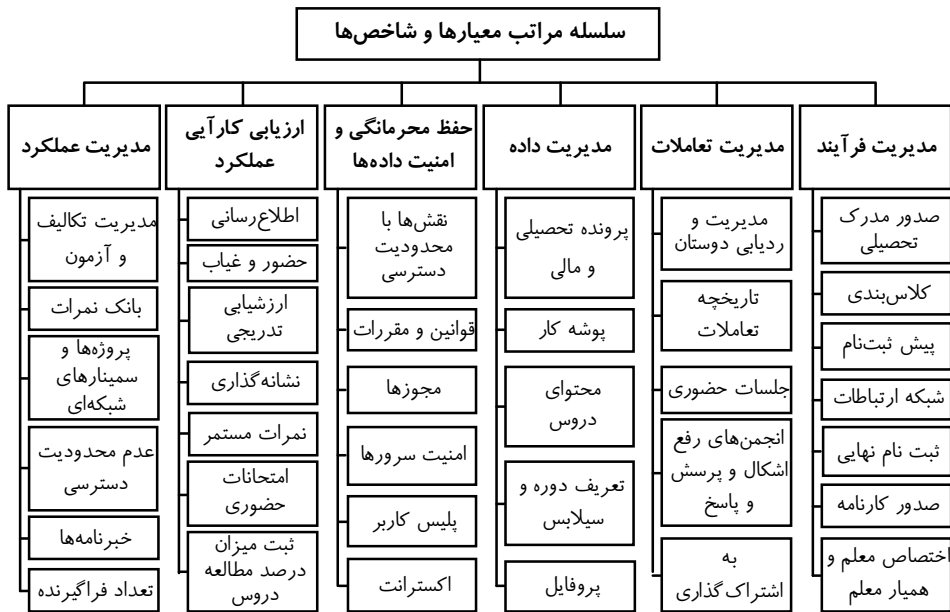 سلسله مراتب معیارها و شاخص‌ها
مدیریت فرآیند
صدور مدرک
تحصیلی
کلاس‌بندی
پیش ثبت‌نام
شبکه ارتباطات
ثبت نام نهایی
صدور کارنامه
اختصاص معلم و
همیار معلم
مدیریت تعاملات
مدیریت و
ردیابی دوستان
تاریخچه
تعاملات
جلسات حضوری
انجمن‌های رفع
اشکال و پرسش
و پاسخ
به
اشتراک‌گذاری
مدیریت داده
پرونده تحصیلی
و مالی
پوشه کار
محتوای
دروس
تعریف دوره و
سیلابس
پروفایل
حفظ محرمانگی و
امنیت داده‌ها
نقش‌ها با
محدودیت
دسترسی
قوانین و مقررات
مجوزها
امنیت سرورها
پلیس کاربر
اکسترانت
ارزیابی کارآیی
عملکرد
اطلاع‌رسانی
حضور و غیاب
ارزشیابی
تدریجی
نشانه‌گذاری
نمرات مستمر
امتحانات
حضوری
ثبت میزان
درصد مطالعه
دروس
مدیریت عملکرد
مدیریت تکالیف
و آزمون
بانک نمرات
پروژه‌ها و
سمینارهای
شبکه‌ای
عدم محدودیت
دسترسی
خبرنامه‌ها
تعداد فراگیرنده